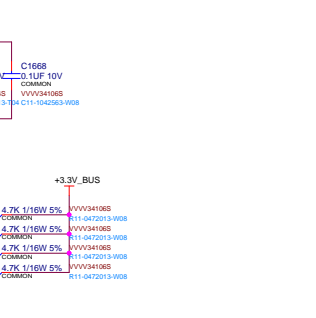 C1668
0.1UF 10V
COMMON
VVVV34106S
C11-1042563-W08
+3.3V_BUS
4.7K 1/16W 5% VVVV34106S
COMMON R11-0472013-W08
4.7K 1/16W 5% VVVV34106S
COMMON R11-0472013-W08
4.7K 1/16W 5% VVVV34106S
COMMON R11-0472013-W08
4.7K 1/16W 5% VVVV34106S
COMMON R11-0472013-W08